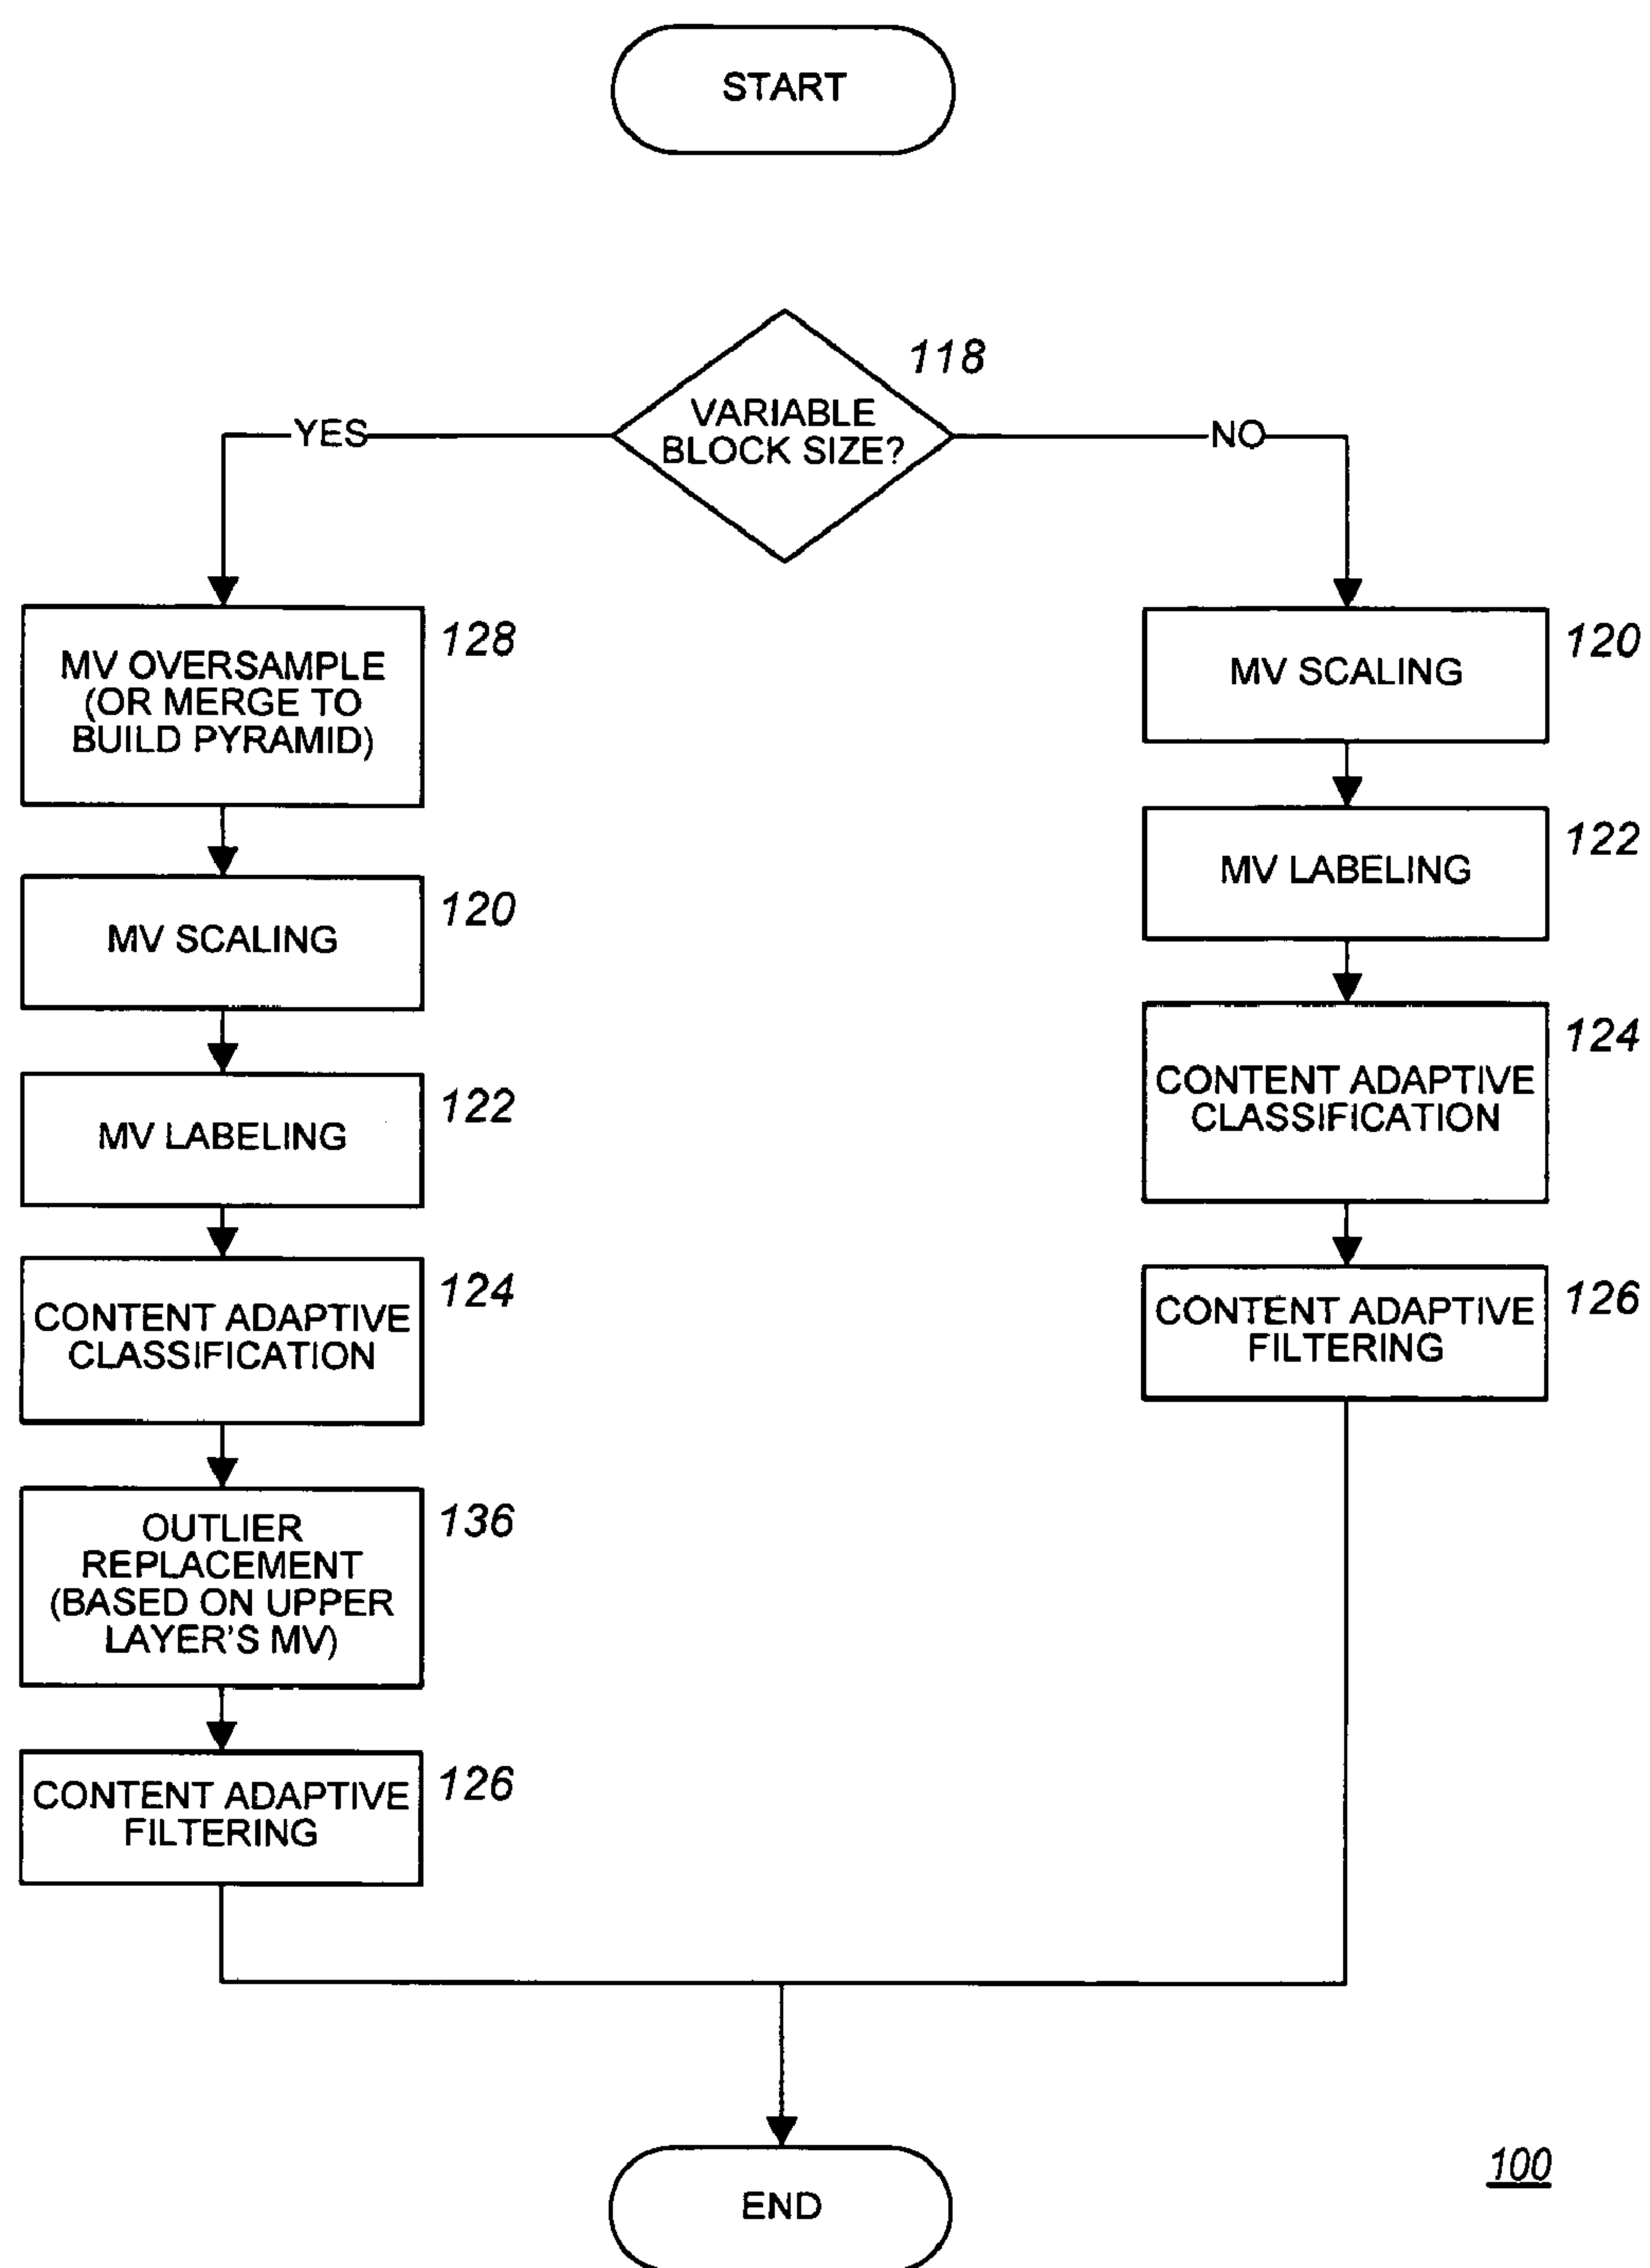 START
118
VARIABLE
BLOCK SIZE?
YES
NO
128
MV OVERSAMPLE
(OR MERGE TO
BUILD PYRAMID)
120
MV SCALING
122
MV LABELING
124
CONTENT ADAPTIVE
CLASSIFICATION
136
OUTLIER
REPLACEMENT
(BASED ON UPPER
LAYER'S MV)
126
CONTENT ADAPTIVE
FILTERING
120
MV SCALING
122
MV LABELING
124
CONTENT ADAPTIVE
CLASSIFICATION
126
CONTENT ADAPTIVE
FILTERING
END
100